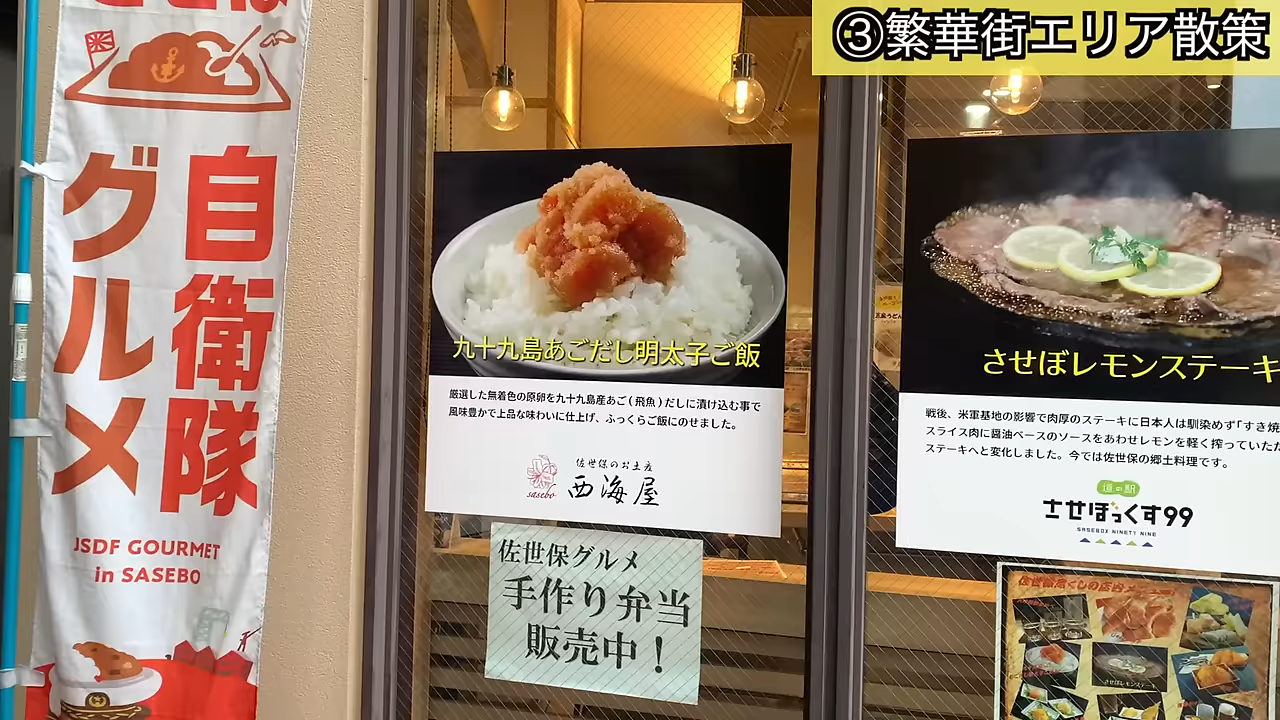 ③繁華街エリア散策
自衛隊
グルメ
JSDF GOURMET
in SASEBO
九十九島あごだし明太子ご飯
厳選した無着色の原卵を九十九島産あご(飛魚)だしに漬け込む事で
風味豊かで上品な味わいに仕上げ、ふっくらご飯にのせました。
佐世保のお土産
西海屋
sasebo
佐世保グルメ
手作り弁当
販売中！
させぼレモンステーキ
戦後、米軍基地の影響で肉厚のステーキに日本人は馴染めず「すき焼
スライス肉に醤油ベースのソースをあわせレモンを軽く搾っていただ
ステーキへと変化しました。今では佐世保の郷土料理です。
道の駅
させぼっくす99
SASEBOX NINETY NINE
させぼレモンステーキ